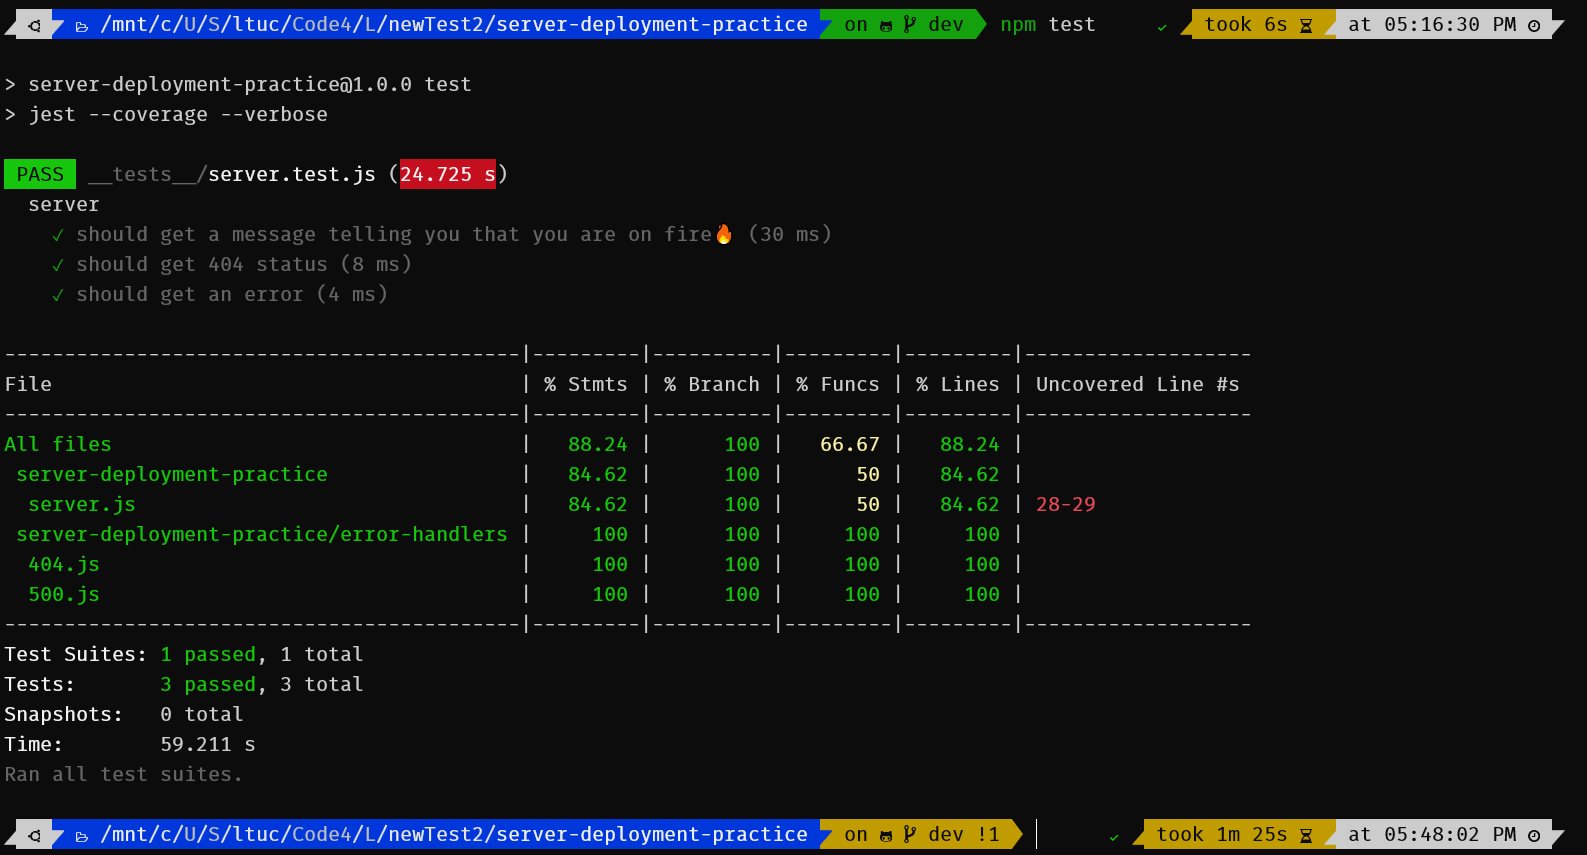 /mnt/c/U/S/ltuc/Code4/L/newTest2/server-deployment-practice on dev npm test ✓ took 6s at 05:16:30 PM
> server-deployment-practice@1.0.0 test
> jest --coverage --verbose
PASS __tests__/server.test.js (24.725 s)
server
✓ should get a message telling you that you are on fire🔥 (30 ms)
✓ should get 404 status (8 ms)
✓ should get an error (4 ms)
-------------------------------------------|---------|----------|---------|---------|-------------------
File | % Stmts | % Branch | % Funcs | % Lines | Uncovered Line #s
-------------------------------------------|---------|----------|---------|---------|-------------------
All files | 88.24 | 100 | 66.67 | 88.24 |
server-deployment-practice | 84.62 | 100 | 50 | 84.62 |
server.js | 84.62 | 100 | 50 | 84.62 | 28-29
server-deployment-practice/error-handlers | 100 | 100 | 100 | 100 |
404.js | 100 | 100 | 100 | 100 |
500.js | 100 | 100 | 100 | 100 |
-------------------------------------------|---------|----------|---------|---------|-------------------
Test Suites: 1 passed, 1 total
Tests: 3 passed, 3 total
Snapshots: 0 total
Time: 59.211 s
Ran all test suites.
/mnt/c/U/S/ltuc/Code4/L/newTest2/server-deployment-practice on dev !1 ✓ took 1m 25s at 05:48:02 PM